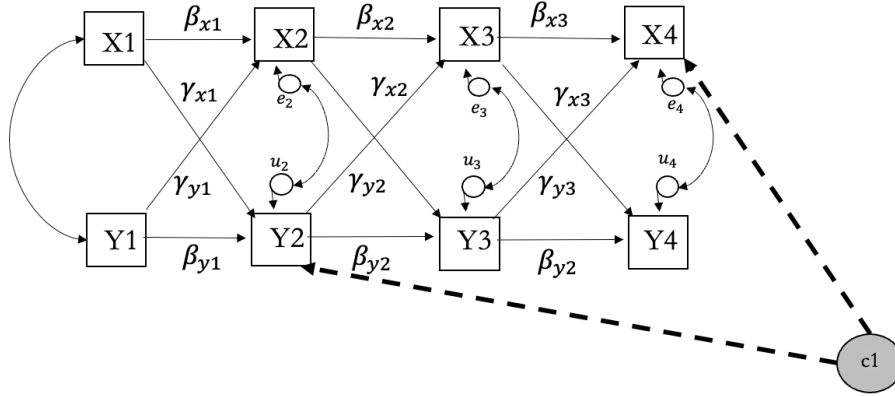 β_x1 β_x2 β_x3
X1 X2 X3 X4
γ_x1 γ_x2 γ_x3
e_2 e_3 e_4
u_2 u_3 u_4
γ_y1 γ_y2 γ_y3
Y1 Y2 Y3 Y4
β_y1 β_y2 β_y2
c1